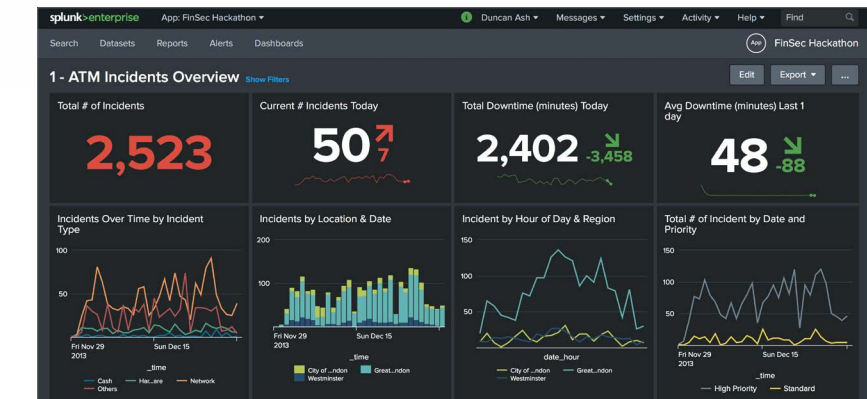 splunk>enterprise App: FinSec Hackathon ▾ i Duncan Ash ▾ Messages ▾ Settings ▾ Activity ▾ Help ▾ Find
Search Datasets Reports Alerts Dashboards App FinSec Hackathon
1 - ATM Incidents Overview Show Filters Edit Export ▾ ...
Total # of Incidents
2,523
Current # Incidents Today
50 7
Total Downtime (minutes) Today
2,402 -3,458
Avg Downtime (minutes) Last 1
day
48 -88
Incidents Over Time by Incident
Type
100
50
Fri Nov 29 Sun Dec 15
2013
_time
Cash Har...are Network
Others
Incidents by Location & Date
200
100
Fri Nov 29 Sun Dec 15
2013
_time
City of ...ndon Great...ndon
Westminster
Incident by Hour of Day & Region
150
100
50
date_hour
City of ...ndon Great...ndon
Westminster
Total # of Incident by Date and
Priority
150
100
50
Fri Nov 29 Sun Dec 15
2013
_time
High Priority Standard